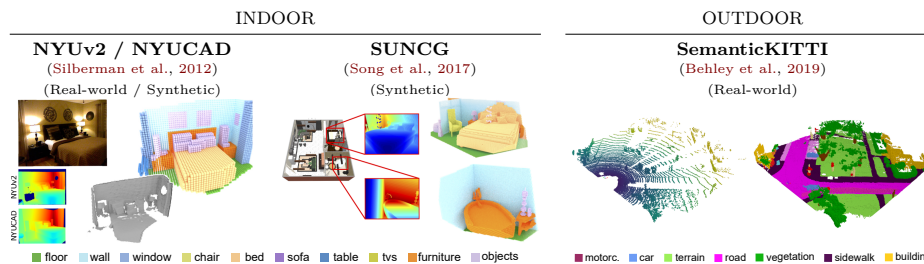 INDOOR
OUTDOOR
NYUv2 / NYUCAD
SUNCG
SemanticKITTI
(Silberman et al., 2012)
(Song et al., 2017)
(Behley et al., 2019)
(Real-world / Synthetic)
(Synthetic)
(Real-world)
NYUv2
NYUCAD
floor wall window chair bed sofa table tvs furniture objects
motorc. car terrain road vegetation sidewalk buildin